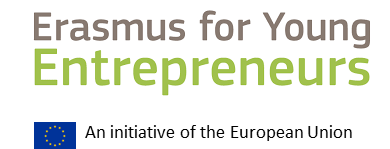 Erasmus for Young
Entrepreneurs
An initiative of the European Union